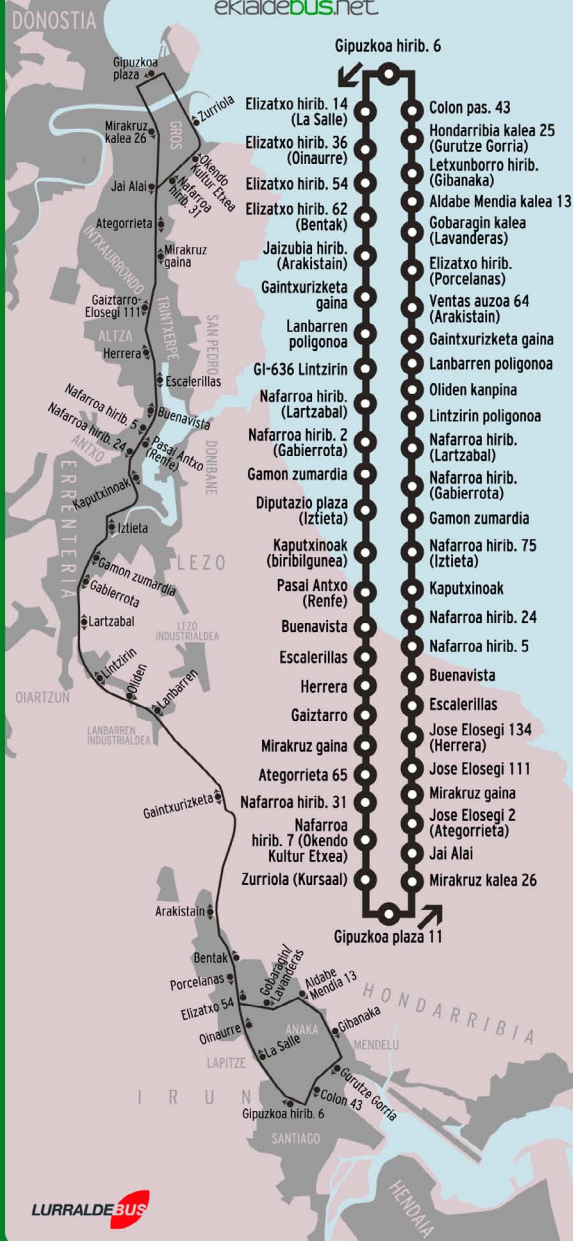 ekialdebus.net
DONOSTIA
Gipuzkoa
plaza
Zurriola
Mirakruz
kalea 26
GROS
Okendo
Kultur Etxea
Jai Alai
Nafarroa
hirib. 31
Ategorrieta
INTXAURRONDO
Mirakruz
gaina
Gaiztarro-
Elosegi 111
TRINTXERPE
SAN PEDRO
ALTZA
Herrera
Escalerillas
Nafarroa hirib. 5
Buenavista
Nafarroa hirib. 24
ANTXO
Pasai Antxo
(Renfe)
DONIBANE
Kaputxinoak
ERRENTERIA
Iztieta
LEZO
Gamon zumardia
Gabierrota
Lartzabal
LEZO
INDUSTRIALDEA
Lintzirin
Oliden
Lanbarren
OIARTZUN
LANBARREN
INDUSTRIALDEA
Gaintxurizketa
Arakistain
Bentak
Porcelanas
Gobaragin/
Lavanderas
Aldabe
Mendia 13
Elizatxo 54
HONDARRIBIA
Oinaurre
ANAKA
Gibanaka
MENDELU
LAPITZE
La Salle
Gurutze Gorria
IRUN
Colon 43
Gipuzkoa hirib. 6
SANTIAGO
HENDAIA
Gipuzkoa hirib. 6
Elizatxo hirib. 14
(La Salle)
Elizatxo hirib. 36
(Oinaurre)
Elizatxo hirib. 54
Elizatxo hirib. 62
(Bentak)
Jaizubia hirib.
(Arakistain)
Gaintxurizketa
gaina
Lanbarren
poligonoa
GI-636 Lintzirin
Nafarroa hirib.
(Lartzabal)
Nafarroa hirib. 2
(Gabierrota)
Gamon zumardia
Diputazio plaza
(Iztieta)
Kaputxinoak
(biribilgunea)
Pasai Antxo
(Renfe)
Buenavista
Escalerillas
Herrera
Gaiztarro
Mirakruz gaina
Ategorrieta 65
Nafarroa hirib. 31
Nafarroa
hirib. 7 (Okendo
Kultur Etxea)
Zurriola (Kursaal)
Gipuzkoa plaza 11
Colon pas. 43
Hondarribia kalea 25
(Gurutze Gorria)
Letxunborro hirib.
(Gibanaka)
Aldabe Mendia kalea 13
Gobaragin kalea
(Lavanderas)
Elizatxo hirib.
(Porcelanas)
Ventas auzoa 64
(Arakistain)
Gaintxurizketa gaina
Lanbarren poligonoa
Oliden kanpina
Lintzirin poligonoa
Nafarroa hirib.
(Lartzabal)
Nafarroa hirib.
(Gabierrota)
Gamon zumardia
Nafarroa hirib. 75
(Iztieta)
Kaputxinoak
Nafarroa hirib. 24
Nafarroa hirib. 5
Buenavista
Escalerillas
Jose Elosegi 134
(Herrera)
Jose Elosegi 111
Mirakruz gaina
Jose Elosegi 2
(Ategorrieta)
Jai Alai
Mirakruz kalea 26
LURRALDEBUS